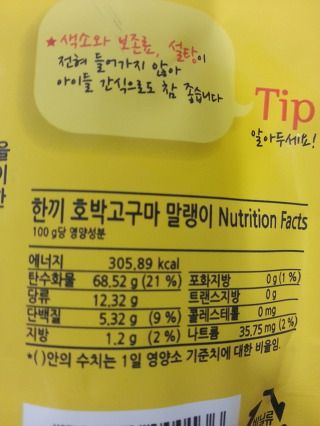 ★색소와 보존료, 설탕이
전혀 들어가지 않아
아이들 간식으로도 참 좋습니다
Tip
알아두세요!
한끼 호박고구마 말랭이 Nutrition Facts
100 g당 영양성분
에너지 305.89 kcal
탄수화물 68.52 g (21 %) 포화지방 0 g (1 %)
당류 12.32 g 트랜스지방 0 g
단백질 5.32 g (9 %) 콜레스테롤 0 mg
지방 1.2 g (2 %) 나트륨 35.75 mg (2 %)
*( )안의 수치는 1일 영양소 기준치에 대한 비율임.
비닐류